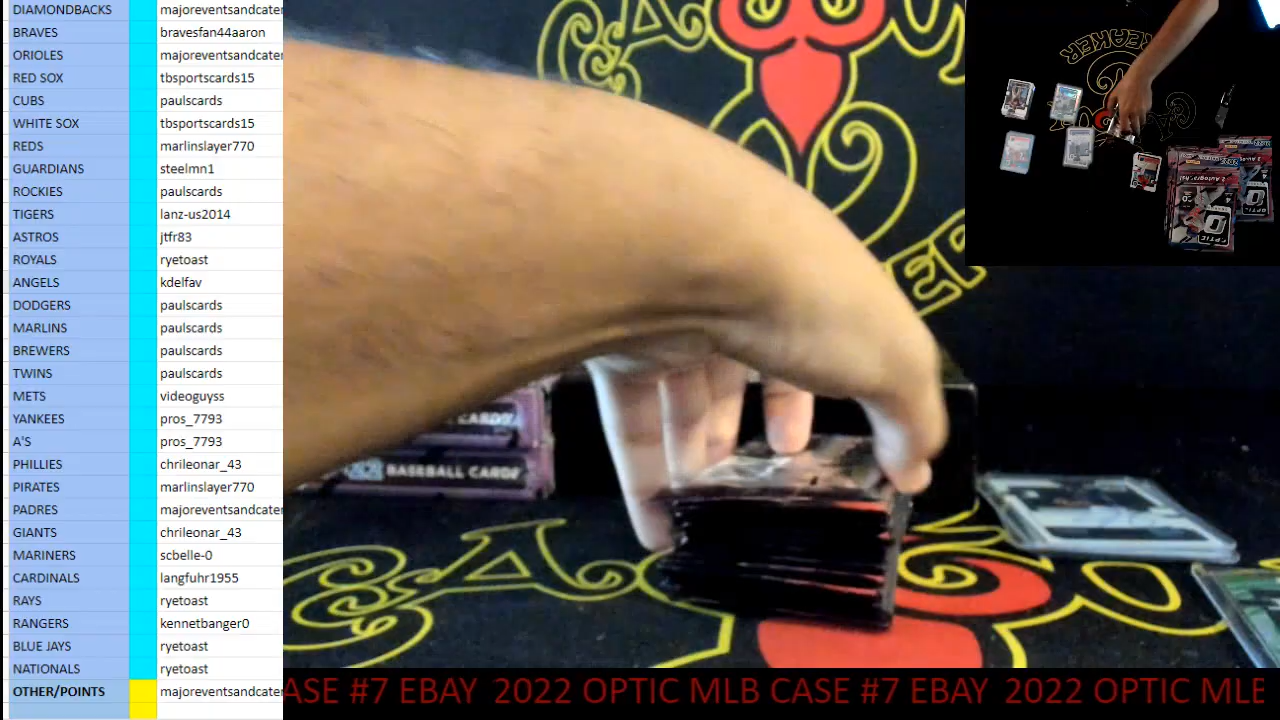 DIAMONDBACKS majoreventsandcater
BRAVES bravesfan44aaron
ORIOLES majoreventsandcater
RED SOX tbsportscards15
CUBS paulscards
WHITE SOX tbsportscards15
REDS marlinslayer770
GUARDIANS steelmn1
ROCKIES paulscards
TIGERS lanz-us2014
ASTROS jtfr83
ROYALS ryetoast
ANGELS kdelfav
DODGERS paulscards
MARLINS paulscards
BREWERS paulscards
TWINS paulscards
METS videoguyss
YANKEES pros_7793
A'S pros_7793
PHILLIES chrileonar_43
PIRATES marlinslayer770
PADRES majoreventsandcater
GIANTS chrileonar_43
MARINERS scbelle-0
CARDINALS langfuhr1955
RAYS ryetoast
RANGERS kennetbanger0
BLUE JAYS ryetoast
NATIONALS ryetoast
OTHER/POINTS majoreventsandcater
BASEBALL CARDS
ASE #7 EBAY 2022 OPTIC MLB CASE #7 EBAY 2022 OPTIC MLE